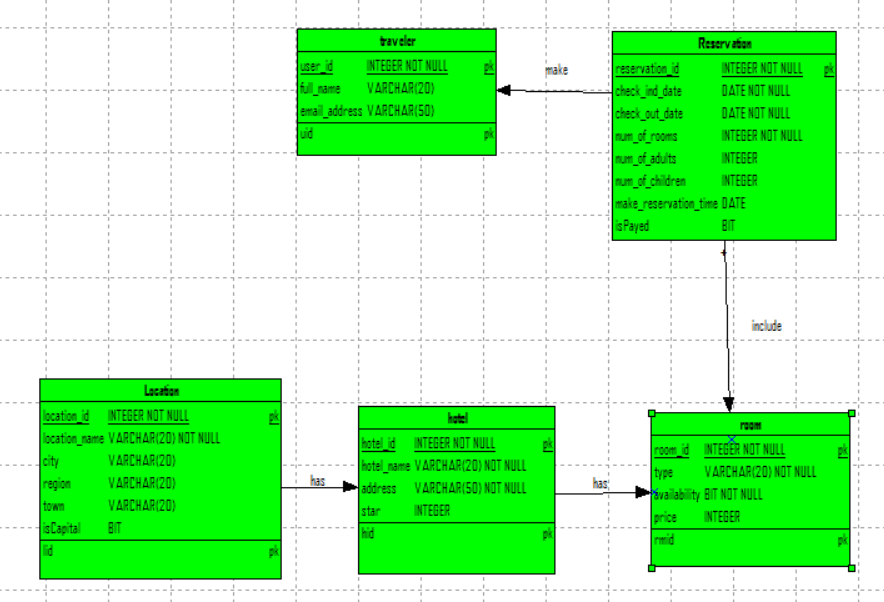 traveler
user_id INTEGER NOT NULL pk
full_name VARCHAR(20)
email_address VARCHAR(50)
uid pk
make
Reservation
reservation_id INTEGER NOT NULL pk
check_ind_date DATE NOT NULL
check_out_date DATE NOT NULL
num_of_rooms INTEGER NOT NULL
num_of_adults INTEGER
num_of_children INTEGER
make_reservation_time DATE
isPayed BIT
include
Location
location_id INTEGER NOT NULL pk
location_name VARCHAR(20) NOT NULL
city VARCHAR(20)
region VARCHAR(20)
town VARCHAR(20)
isCapital BIT
lid pk
has
hotel
hotel_id INTEGER NOT NULL pk
hotel_name VARCHAR(20) NOT NULL
address VARCHAR(50) NOT NULL
star INTEGER
hid pk
has
room
room_id INTEGER NOT NULL pk
type VARCHAR(20) NOT NULL
availability BIT NOT NULL
price INTEGER
rmid pk